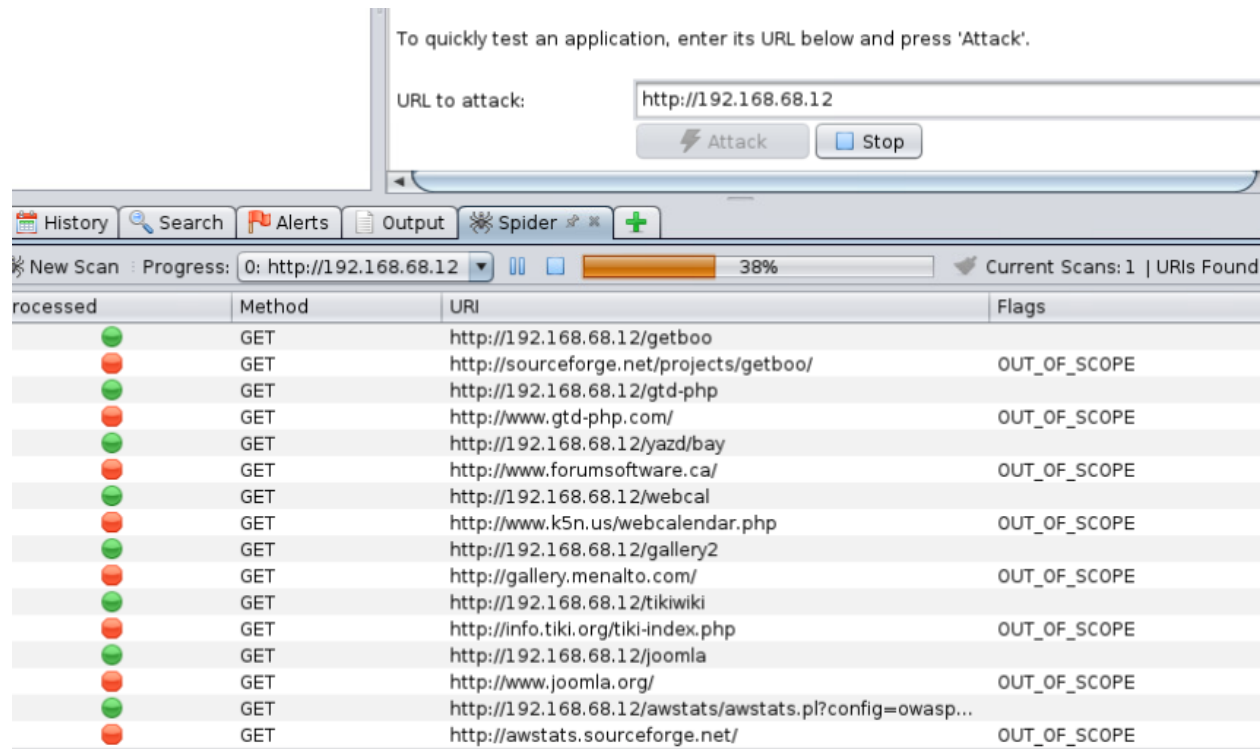 To quickly test an application, enter its URL below and press 'Attack'.
URL to attack: http://192.168.68.12
Attack Stop
History Search Alerts Output Spider
New Scan Progress: 0: http://192.168.68.12 38% Current Scans: 1 | URIs Found
rocessed Method URI Flags
GET http://192.168.68.12/getboo
GET http://sourceforge.net/projects/getboo/ OUT_OF_SCOPE
GET http://192.168.68.12/gtd-php
GET http://www.gtd-php.com/ OUT_OF_SCOPE
GET http://192.168.68.12/yazd/bay
GET http://www.forumsoftware.ca/ OUT_OF_SCOPE
GET http://192.168.68.12/webcal
GET http://www.k5n.us/webcalendar.php OUT_OF_SCOPE
GET http://192.168.68.12/gallery2
GET http://gallery.menalto.com/ OUT_OF_SCOPE
GET http://192.168.68.12/tikiwiki
GET http://info.tiki.org/tiki-index.php OUT_OF_SCOPE
GET http://192.168.68.12/joomla
GET http://www.joomla.org/ OUT_OF_SCOPE
GET http://192.168.68.12/awstats/awstats.pl?config=owasp...
GET http://awstats.sourceforge.net/ OUT_OF_SCOPE